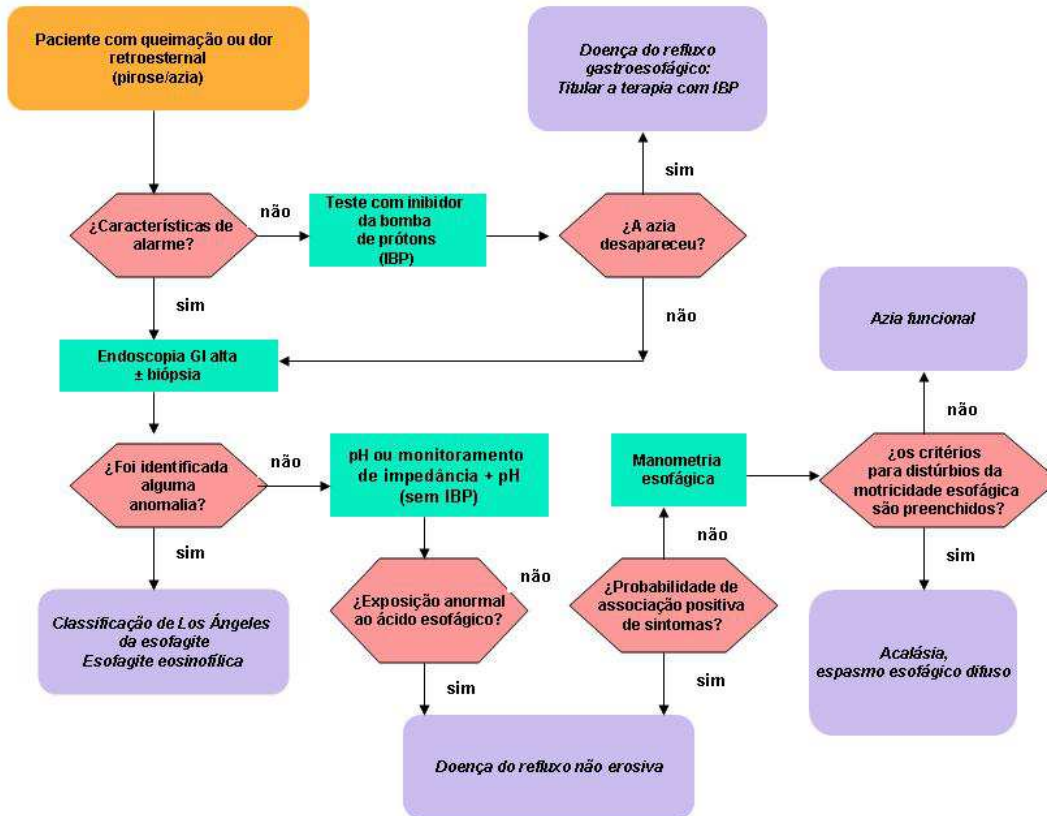 Paciente com queimação ou dor
retroesternal
(pirose/azia)
Doença do refluxo
gastroesofágico:
Titular a terapia com IBP
sim
¿Características de
alarme?
não
Teste com inibidor
da bomba
de prótons
(IBP)
¿A azia
desapareceu?
sim
não
Endoscopia GI alta
± biópsia
Azia funcional
não
¿Foi identificada
alguma
anomalia?
não
pH ou monitoramento
de impedância + pH
(sem IBP)
Manometria
esofágica
¿os critérios
para distúrbios da
motricidade esofágica
são preenchidos?
sim
não
sim
¿Exposição anormal
ao ácido esofágico?
não
¿Probabilidade de
associação positiva
de sintomas?
Classificação de Los Ángeles
da esofagite
Esofagite eosinofílica
Acalásia,
espasmo esofágico difuso
sim
sim
Doença do refluxo não erosiva